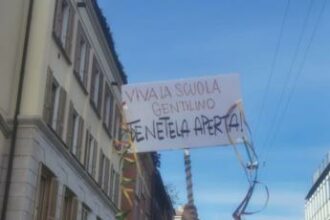 VIVA LA SCUOLA
GENTILINO
TENETELA APERTA!